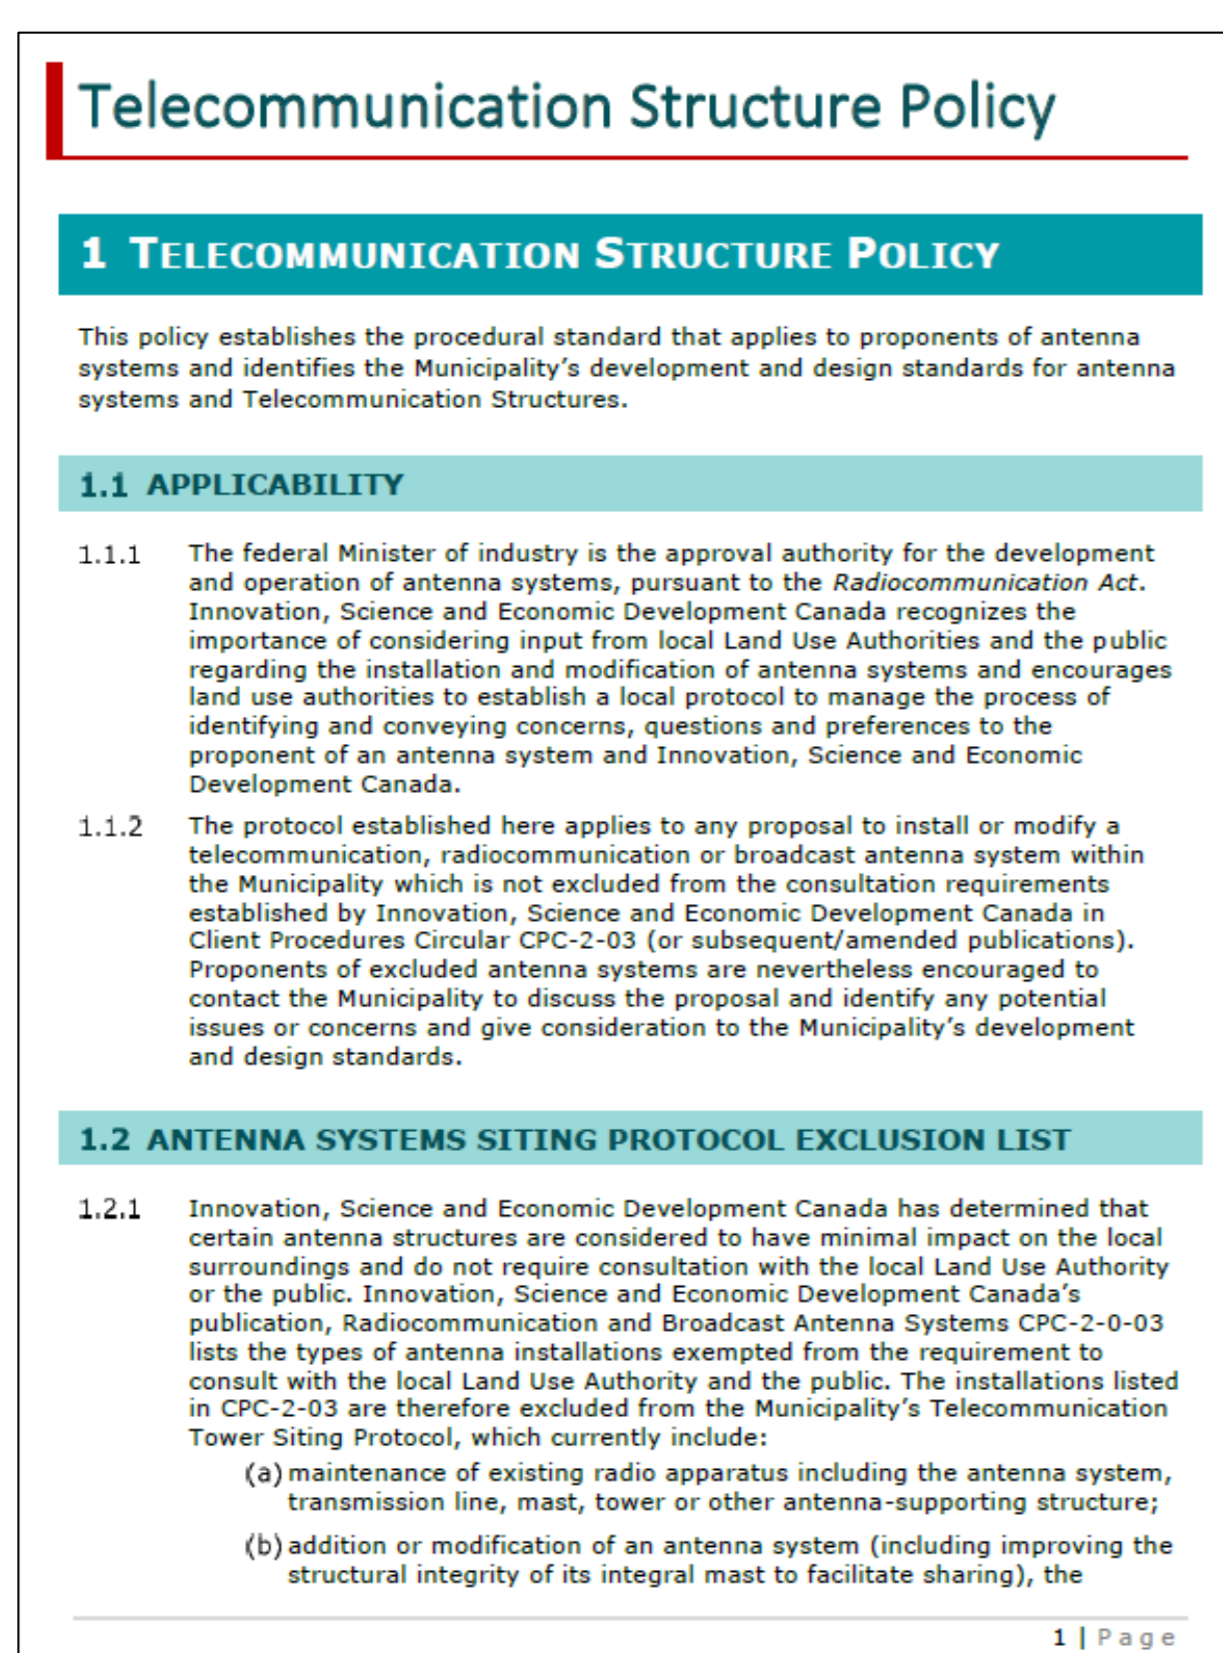 Telecommunication Structure Policy
1 TELECOMMUNICATION STRUCTURE POLICY
This policy establishes the procedural standard that applies to proponents of antenna
systems and identifies the Municipality's development and design standards for antenna
systems and Telecommunication Structures.
1.1 APPLICABILITY
1.1.1 The federal Minister of industry is the approval authority for the development
and operation of antenna systems, pursuant to the Radiocommunication Act.
Innovation, Science and Economic Development Canada recognizes the
importance of considering input from local Land Use Authorities and the public
regarding the installation and modification of antenna systems and encourages
land use authorities to establish a local protocol to manage the process of
identifying and conveying concerns, questions and preferences to the
proponent of an antenna system and Innovation, Science and Economic
Development Canada.
1.1.2 The protocol established here applies to any proposal to install or modify a
telecommunication, radiocommunication or broadcast antenna system within
the Municipality which is not excluded from the consultation requirements
established by Innovation, Science and Economic Development Canada in
Client Procedures Circular CPC-2-03 (or subsequent/amended publications).
Proponents of excluded antenna systems are nevertheless encouraged to
contact the Municipality to discuss the proposal and identify any potential
issues or concerns and give consideration to the Municipality's development
and design standards.
1.2 ANTENNA SYSTEMS SITING PROTOCOL EXCLUSION LIST
1.2.1 Innovation, Science and Economic Development Canada has determined that
certain antenna structures are considered to have minimal impact on the local
surroundings and do not require consultation with the local Land Use Authority
or the public. Innovation, Science and Economic Development Canada's
publication, Radiocommunication and Broadcast Antenna Systems CPC-2-0-03
lists the types of antenna installations exempted from the requirement to
consult with the local Land Use Authority and the public. The installations listed
in CPC-2-03 are therefore excluded from the Municipality's Telecommunication
Tower Siting Protocol, which currently include:
(a) maintenance of existing radio apparatus including the antenna system,
transmission line, mast, tower or other antenna-supporting structure;
(b) addition or modification of an antenna system (including improving the
structural integrity of its integral mast to facilitate sharing), the
1 | Page